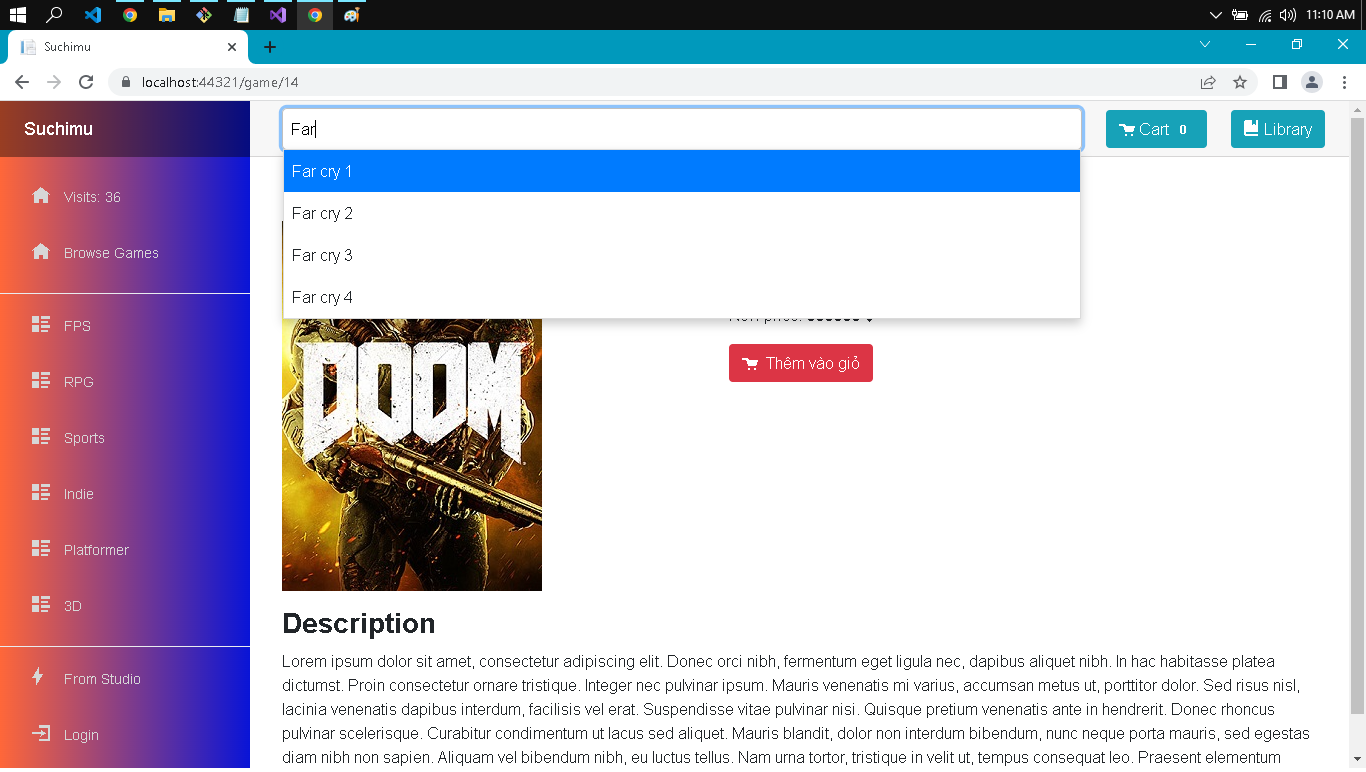 11:10 AM
Suchimu
localhost:44321/game/14
Suchimu
Far
Cart 0
Library
Far cry 1
Far cry 2
Far cry 3
Far cry 4
Visits: 36
Browse Games
FPS
RPG
Sports
Indie
Platformer
3D
From Studio
Login
DOOM
Thêm vào giỏ
Description
Lorem ipsum dolor sit amet, consectetur adipiscing elit. Donec orci nibh, fermentum eget ligula nec, dapibus aliquet nibh. In hac habitasse platea
dictumst. Proin consectetur ornare tristique. Integer nec pulvinar ipsum. Mauris venenatis mi varius, accumsan metus ut, porttitor dolor. Sed risus nisl,
lacinia venenatis dapibus interdum, facilisis vel erat. Suspendisse vitae pulvinar nisi. Quisque pretium venenatis ante in hendrerit. Donec rhoncus
pulvinar scelerisque. Curabitur condimentum ut lacus sed aliquet. Mauris blandit, dolor non interdum bibendum, nunc neque porta mauris, sed egestas
diam nibh non sapien. Aliquam vel bibendum nibh, eu luctus tellus. Nam urna tortor, tristique in velit ut, tempus consequat leo. Praesent elementum